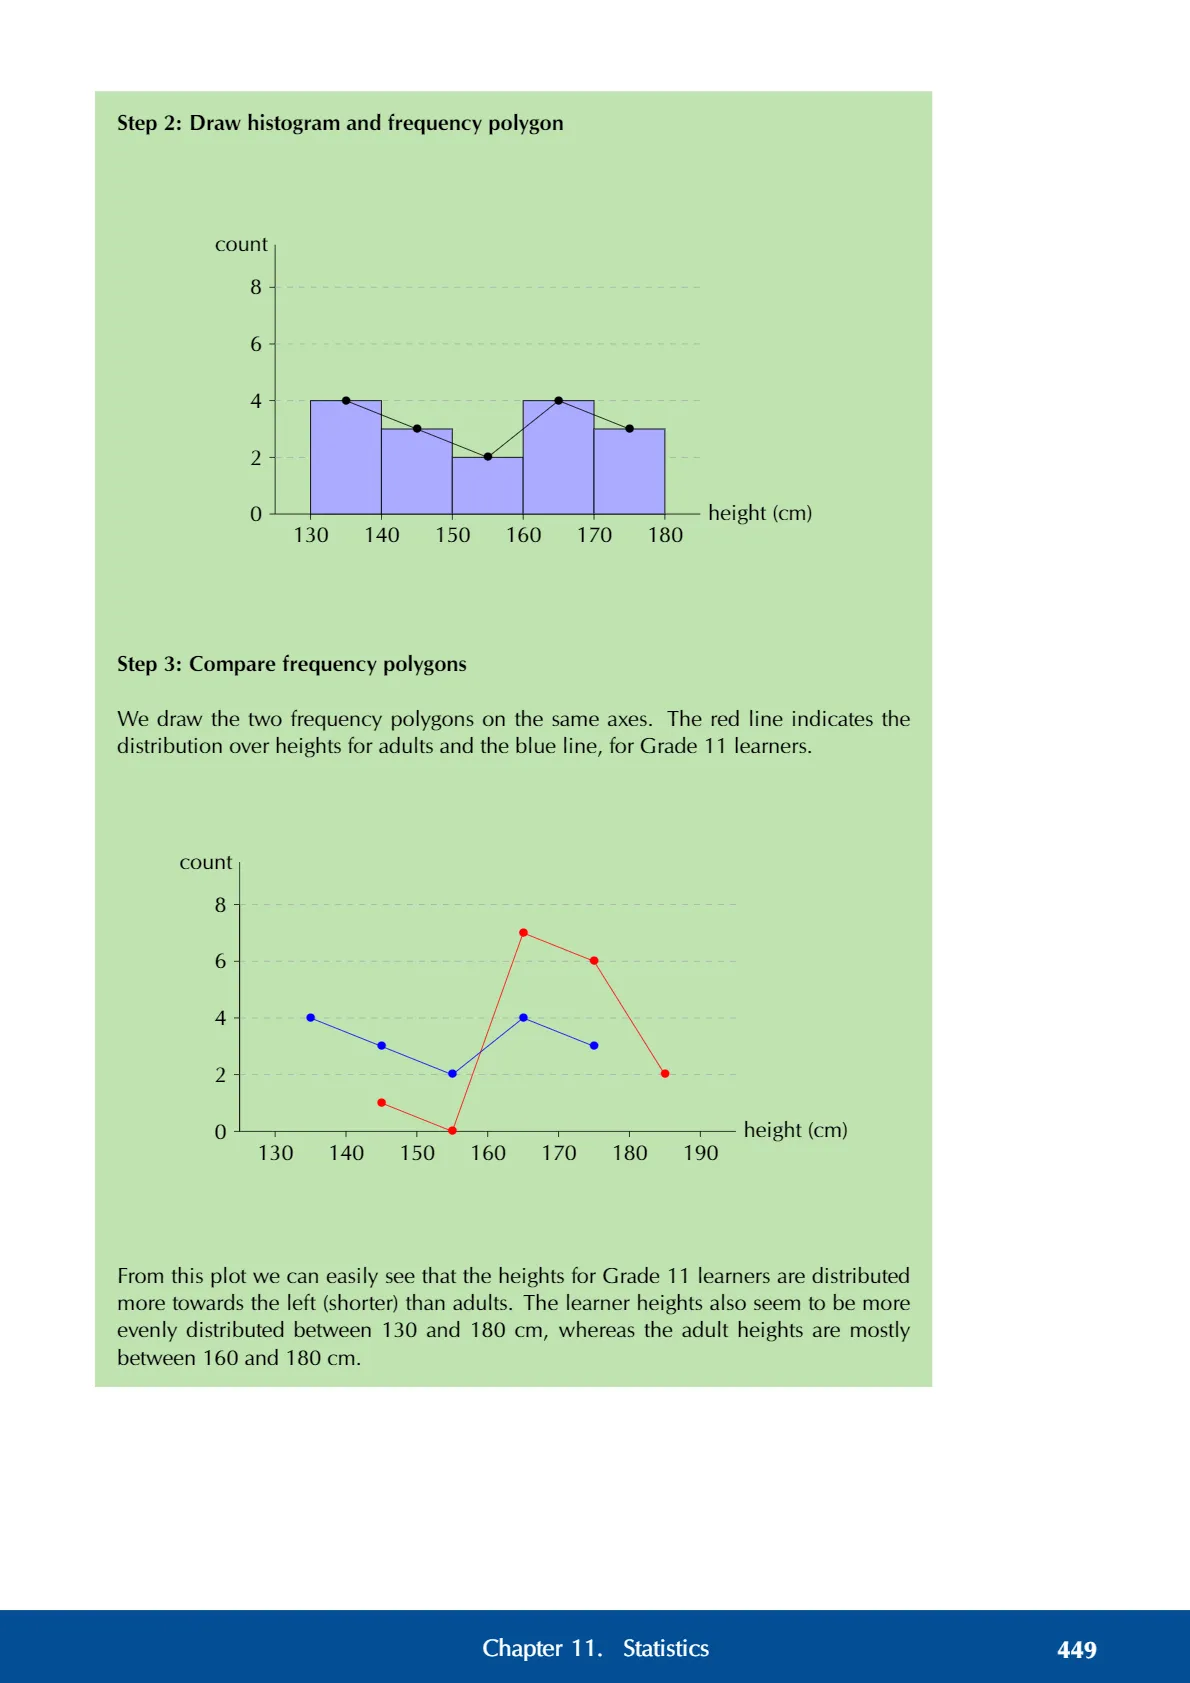 Step 2: Draw histogram and frequency polygon
count
8
6
4
2
0
height (cm)
130 140 150 160 170 180
Step 3: Compare frequency polygons
We draw the two frequency polygons on the same axes. The red line indicates the
distribution over heights for adults and the blue line, for Grade 11 learners.
count
8
6
4
2
0
height (cm)
130 140 150 160 170 180 190
From this plot we can easily see that the heights for Grade 11 learners are distributed
more towards the left (shorter) than adults. The learner heights also seem to be more
evenly distributed between 130 and 180 cm, whereas the adult heights are mostly
between 160 and 180 cm.
Chapter 11. Statistics 449